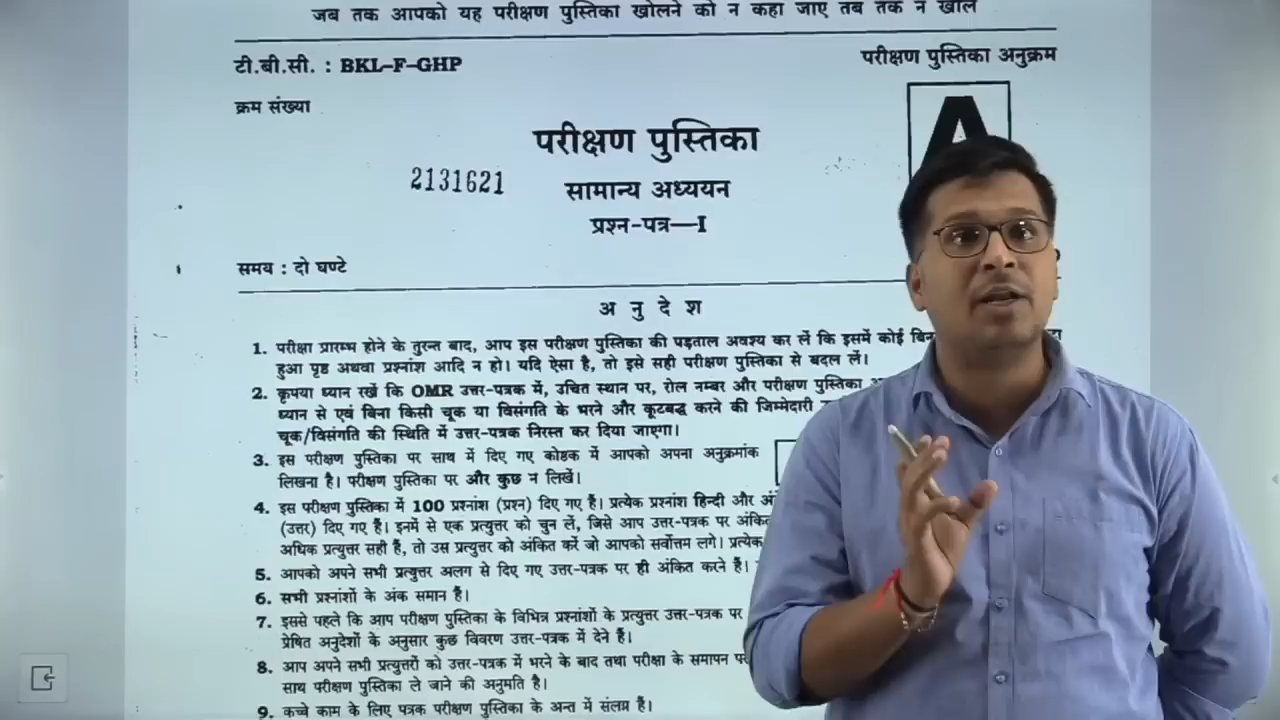 जब तक आपको यह परीक्षण पुस्तिका खोलने को न कहा जाए तब तक न खोलें
टी.बी.सी. : BKL–F–GHP
परीक्षण पुस्तिका अनुक्रम
क्रम संख्या
A
परीक्षण पुस्तिका
2131621
सामान्य अध्ययन
प्रश्न-पत्र—I
समय : दो घण्टे
अ नु दे श
1. परीक्षा प्रारम्भ होने के तुरन्त बाद, आप इस परीक्षण पुस्तिका की पड़ताल अवश्य कर लें कि इसमें कोई बिन
हुआ पृष्ठ अथवा प्रश्नांश आदि न हो। यदि ऐसा है, तो इसे सही परीक्षण पुस्तिका से बदल लें।
2. कृपया ध्यान रखें कि OMR उत्तर-पत्रक में, उचित स्थान पर, रोल नम्बर और परीक्षण पुस्तिका
ध्यान से एवं बिना किसी चूक या विसंगति के भरने और कूटबद्ध करने की जिम्मेदारी
चूक/विसंगति की स्थिति में उत्तर-पत्रक निरस्त कर दिया जाएगा।
3. इस परीक्षण पुस्तिका पर साथ में दिए गए कोष्ठक में आपको अपना अनुक्रमांक
लिखना है। परीक्षण पुस्तिका पर और कुछ न लिखें।
4. इस परीक्षण पुस्तिका में 100 प्रश्नांश (प्रश्न) दिए गए हैं। प्रत्येक प्रश्नांश हिन्दी और अं
(उत्तर) दिए गए हैं। इनमें से एक प्रत्युत्तर को चुन लें, जिसे आप उत्तर-पत्रक पर अंकित
अधिक प्रत्युत्तर सही हैं, तो उस प्रत्युत्तर को अंकित करें जो आपको सर्वोत्तम लगे। प्रत्येक
5. आपको अपने सभी प्रत्युत्तर अलग से दिए गए उत्तर-पत्रक पर ही अंकित करने हैं।
6. सभी प्रश्नांशों के अंक समान हैं।
7. इससे पहले कि आप परीक्षण पुस्तिका के विभिन्न प्रश्नांशों के प्रत्युत्तर उत्तर-पत्रक पर
प्रेषित अनुदेशों के अनुसार कुछ विवरण उत्तर-पत्रक में देने हैं।
8. आप अपने सभी प्रत्युत्तरों को उत्तर-पत्रक में भरने के बाद तथा परीक्षा के समापन पर
साथ परीक्षण पुस्तिका ले जाने की अनुमति है।
9. कच्चे काम के लिए पत्रक परीक्षण पुस्तिका के अन्त में संलग्न हैं।